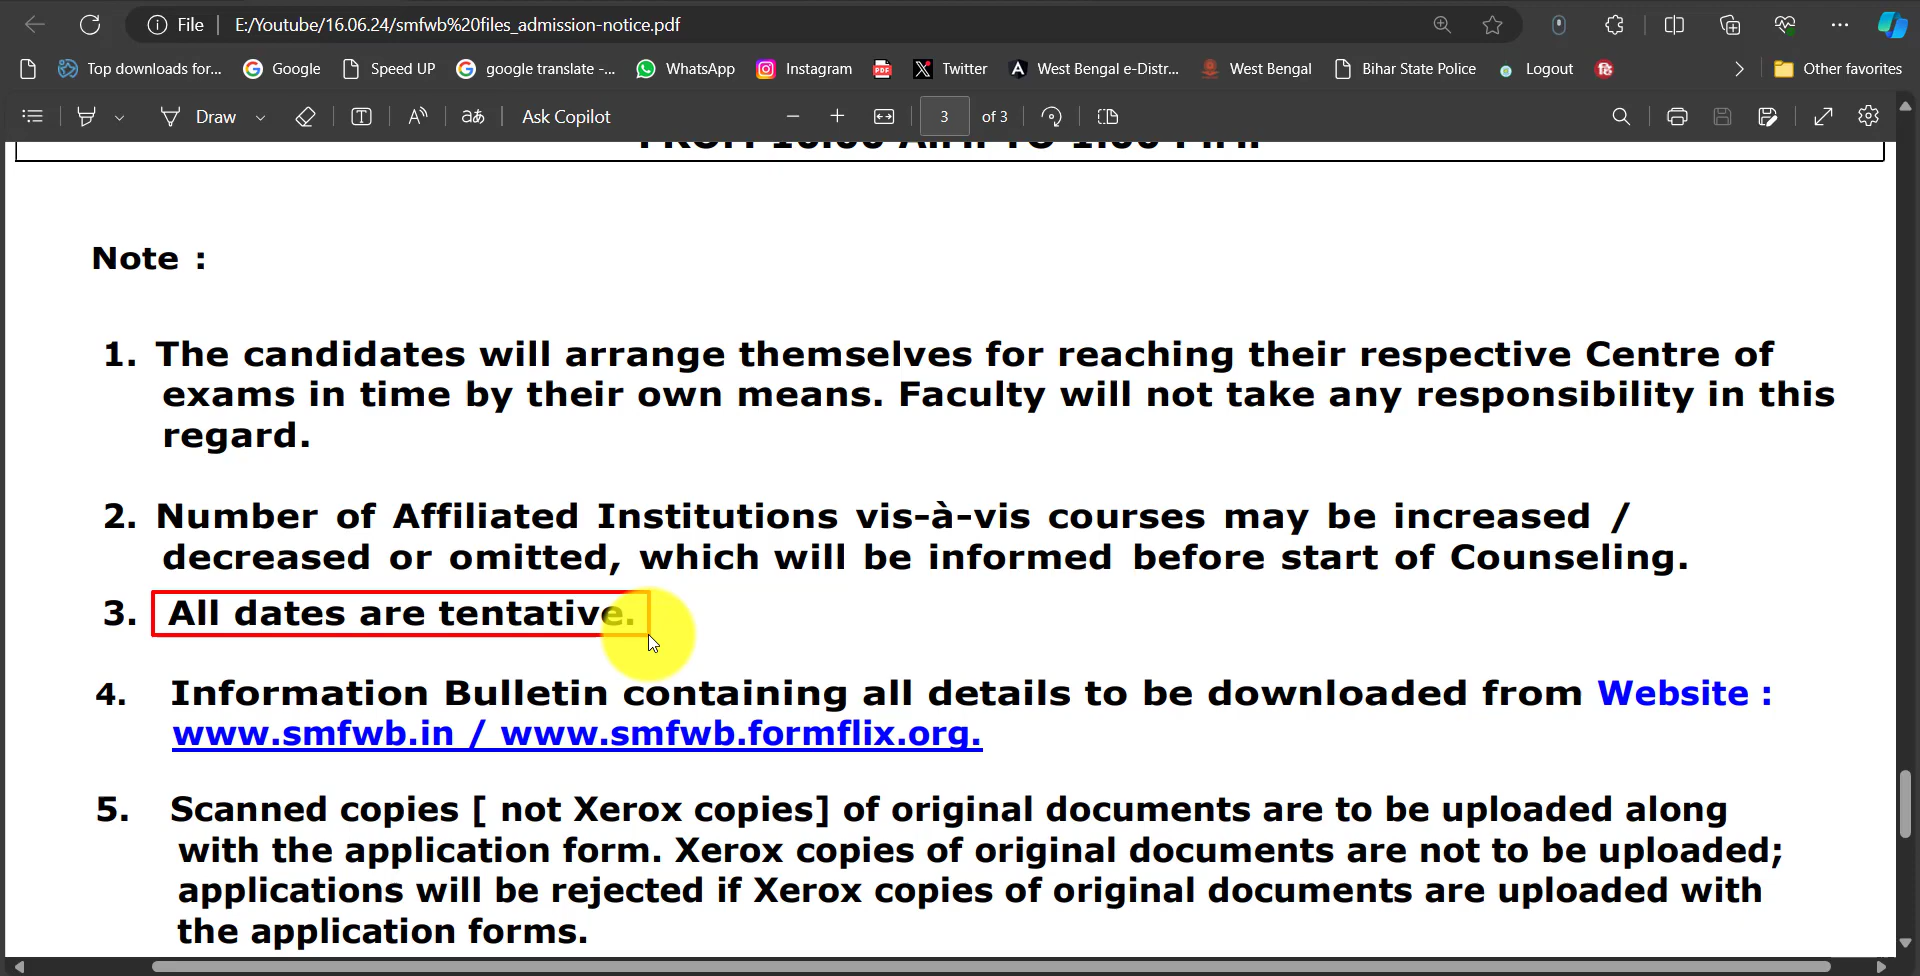 File E:/Youtube/16.06.24/smfwb%20files_admission-notice.pdf
Top downloads for... Google Speed UP google translate -... WhatsApp Instagram PDF Twitter West Bengal e-Distr... West Bengal Bihar State Police Logout Other favorites
Draw Ask Copilot 3 of 3
Note :
1. The candidates will arrange themselves for reaching their respective Centre of
exams in time by their own means. Faculty will not take any responsibility in this
regard.
2. Number of Affiliated Institutions vis-à-vis courses may be increased /
decreased or omitted, which will be informed before start of Counseling.
3. All dates are tentative.
4. Information Bulletin containing all details to be downloaded from Website :
www.smfwb.in / www.smfwb.formflix.org.
5. Scanned copies [ not Xerox copies] of original documents are to be uploaded along
with the application form. Xerox copies of original documents are not to be uploaded;
applications will be rejected if Xerox copies of original documents are uploaded with
the application forms.